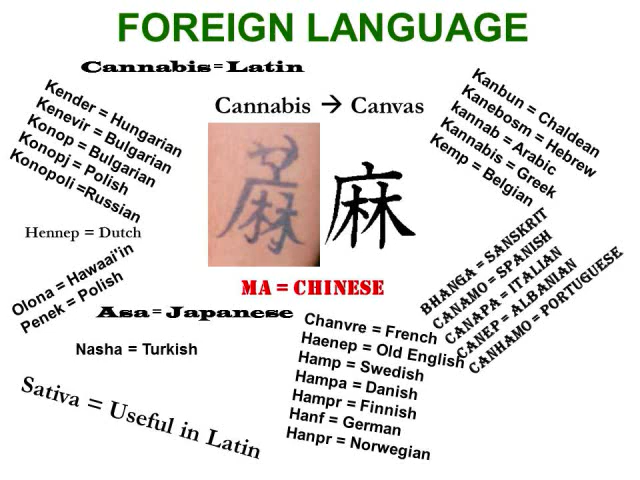 FOREIGN LANGUAGE
Cannabis = Latin
Cannabis → Canvas
Kender = Hungarian
Kenevir = Bulgarian
Konop = Bulgarian
Konopj = Polish
Konopoli =Russian
Kanbun = Chaldean
Kanebosm = Hebrew
kannab = Arabic
Kannabis = Greek
Kemp = Belgian
麻
Hennep = Dutch
Olona = Hawaai'in
Penek = Polish
MA = CHINESE
BHANGA = SANSKRIT
CANAMO = SPANISH
CANAPA = ITALIAN
CANEP = ALBANIAN
CANHAMO = PORTUGUESE
Asa = Japanese
Nasha = Turkish
Chanvre = French
Haenep = Old English
Hamp = Swedish
Hampa = Danish
Hampr = Finnish
Hanf = German
Hanpr = Norwegian
Sativa = Useful in Latin